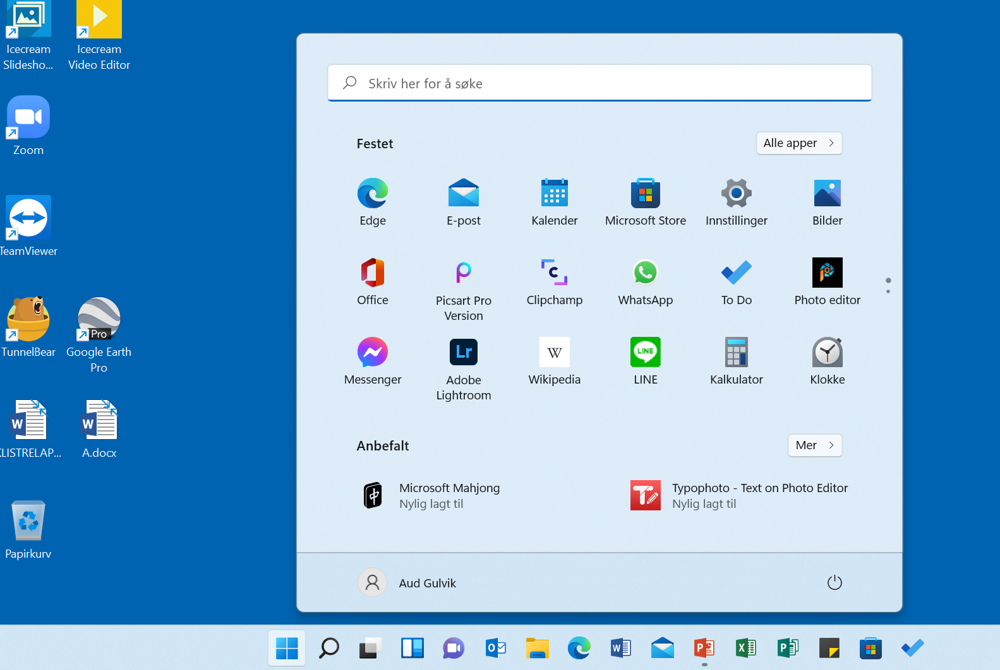 Icecream
Slidesho...
Icecream
Video Editor
Zoom
TeamViewer
TunnelBear
Pro
Google Earth
Pro
W
KLISTRELAP...
W
A.docx
Papirkurv
Skriv her for å søke
Festet
Alle apper
Edge
E-post
Kalender
Microsoft Store
Innstillinger
Bilder
Office
Picsart Pro
Version
Clipchamp
WhatsApp
To Do
Photo editor
Messenger
Lr
Adobe
Lightroom
W
Wikipedia
LINE
LINE
Kalkulator
Klokke
Anbefalt
Mer
Microsoft Mahjong
Nylig lagt til
Typophoto - Text on Photo Editor
Nylig lagt til
Aud Gulvik